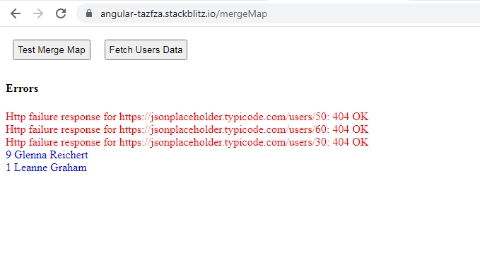 angular-tazfza.stackblitz.io/mergeMap
Test Merge Map
Fetch Users Data
Errors
Http failure response for https://jsonplaceholder.typicode.com/users/50: 404 OK
Http failure response for https://jsonplaceholder.typicode.com/users/60: 404 OK
Http failure response for https://jsonplaceholder.typicode.com/users/30: 404 OK
9 Glenna Reichert
1 Leanne Graham